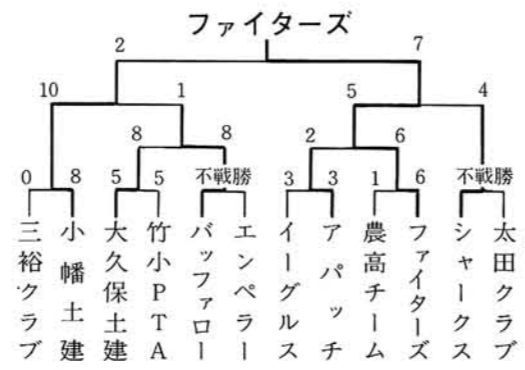 ファイターズ
2 7
10 1 5 4
8 8 2 6
0 8 5 5 不戦勝 3 3 1 6 不戦勝
三裕クラブ
小幡土建
大久保土建
竹小PTA
バッファロー
エンペラー
イーグルス
アパッチ
農高チーム
ファイターズ
シャークス
太田クラブ